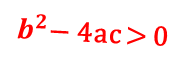 b² – 4ac > 0